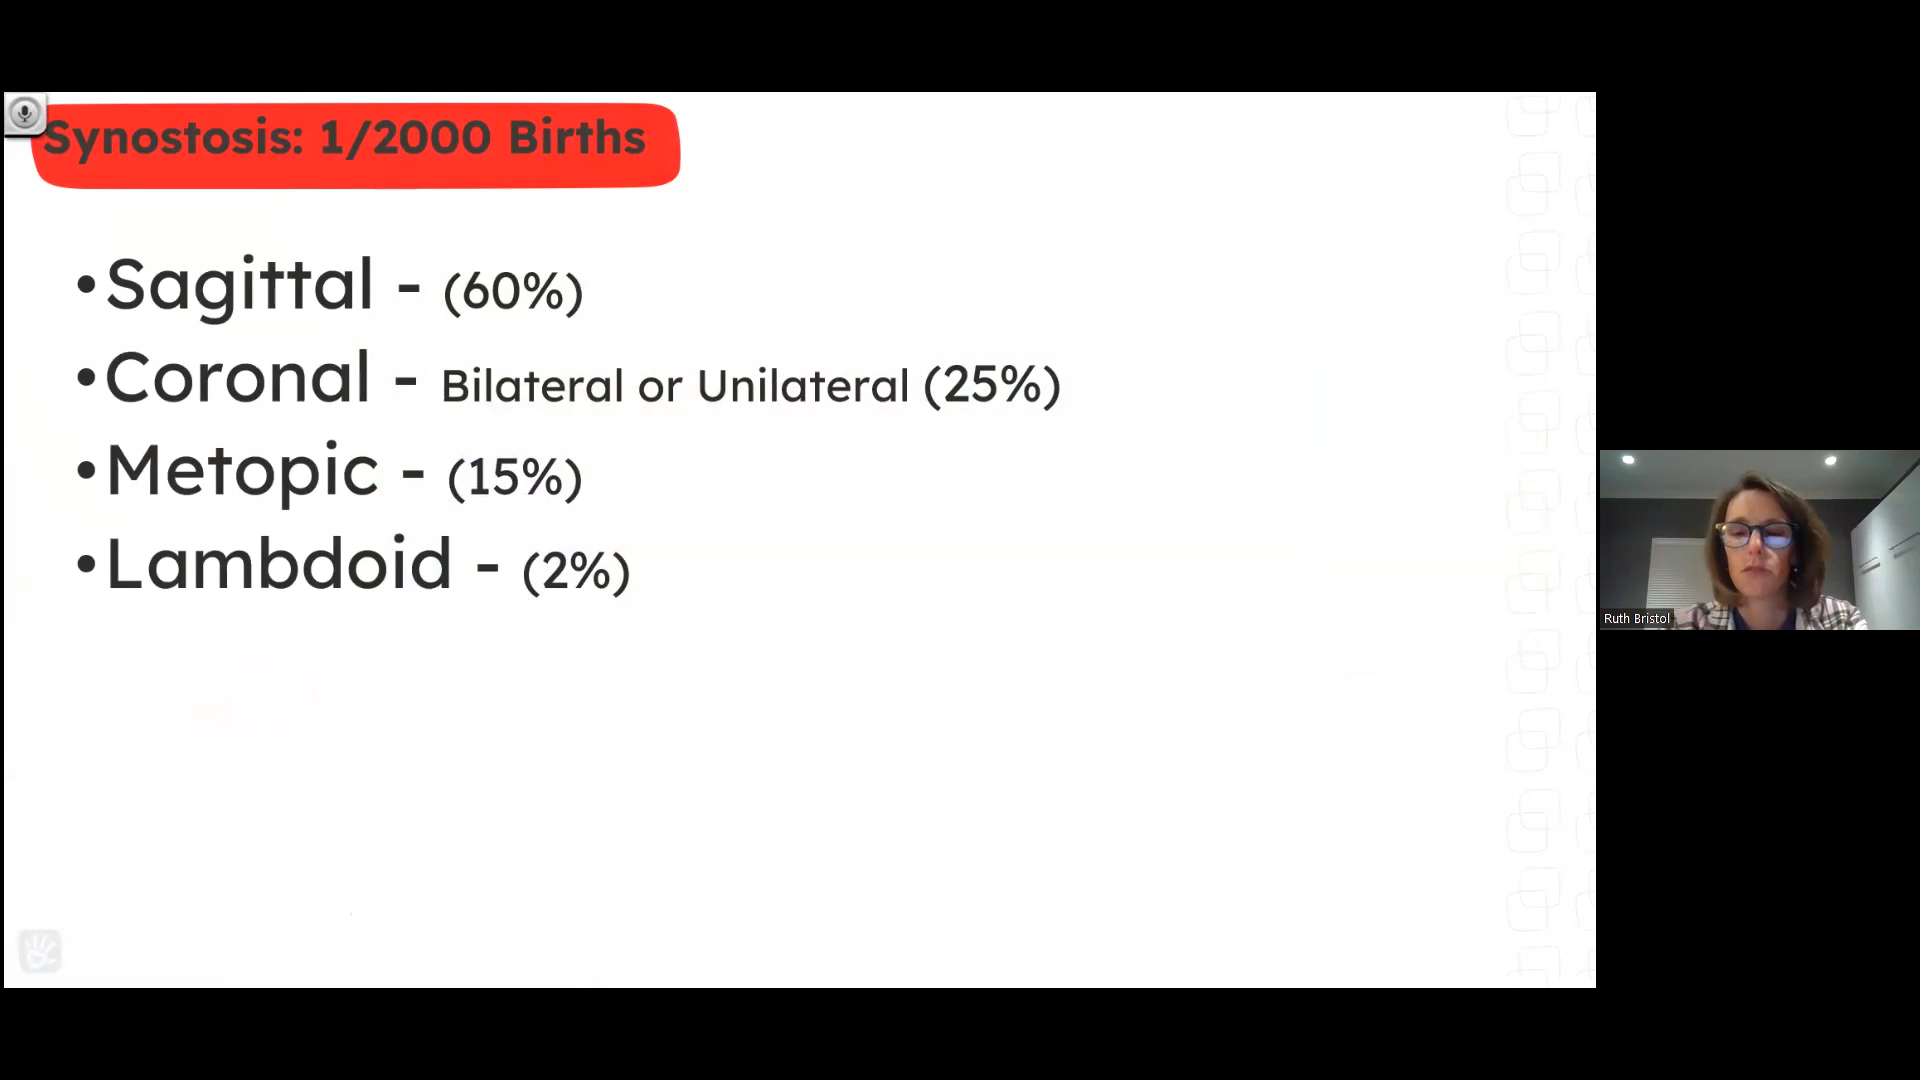 Synostosis: 1/2000 Births
•Sagittal - (60%)
•Coronal - Bilateral or Unilateral (25%)
•Metopic - (15%)
•Lambdoid - (2%)
Ruth Bristol